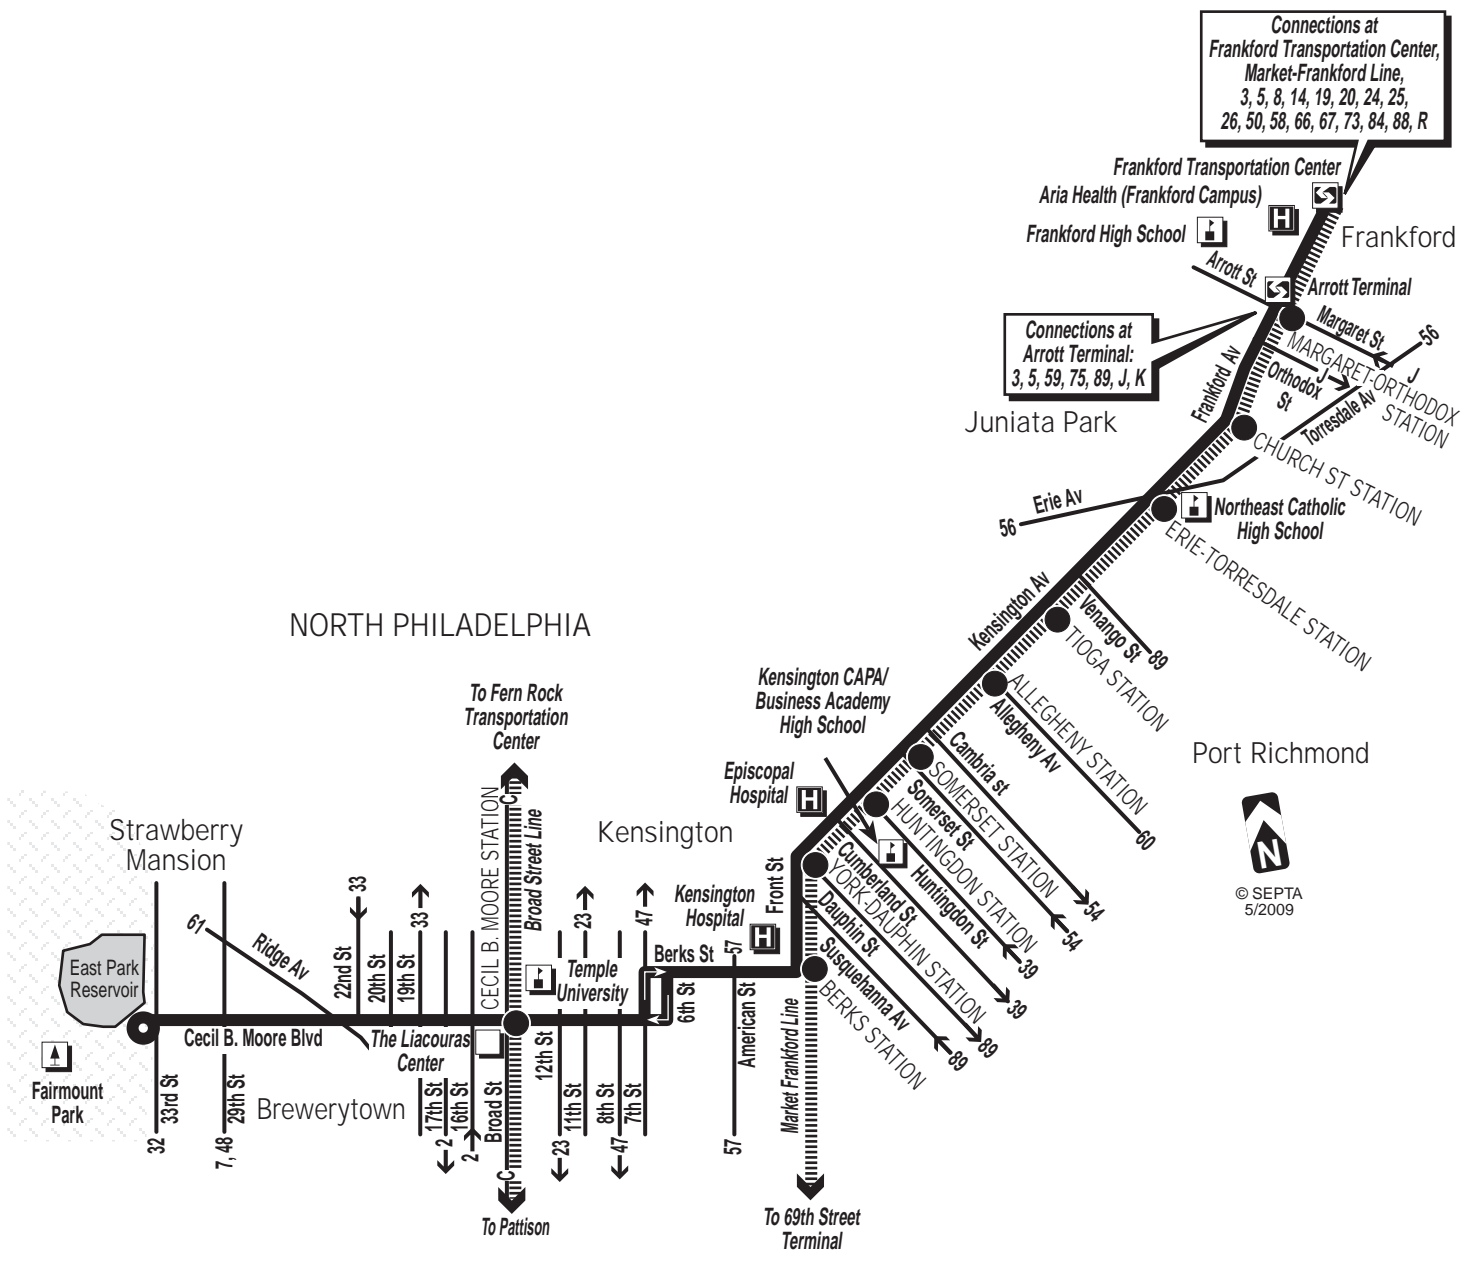 Connections at
Frankford Transportation Center,
Market-Frankford Line,
3, 5, 8, 14, 19, 20, 24, 25,
26, 50, 58, 66, 67, 73, 84, 88, R
Frankford Transportation Center
Aria Health (Frankford Campus)
Frankford High School
H
Frankford
Arrott St
Arrott Terminal
Connections at
Arrott Terminal:
3, 5, 59, 75, 89, J, K
Margaret St
56
J
MARGARET-ORTHODOX
STATION
Orthodox
St
J
Frankford Av
Torresdale Av
Juniata Park
CHURCH ST STATION
56
Erie Av
Northeast Catholic
High School
ERIE-TORRESDALE STATION
Kensington Av
Venango St
89
TIOGA STATION
NORTH PHILADELPHIA
ALLEGHENY STATION
Allegheny Av
60
Kensington CAPA/
Business Academy
High School
To Fern Rock
Transportation
Center
Port Richmond
Cambria st
54
SOMERSET STATION
Somerset St
54
Episcopal
Hospital
H
HUNTINGDON STATION
Huntingdon St
39
N
© SEPTA
5/2009
Strawberry
Mansion
Kensington
C
CECIL B. MOORE STATION
Broad Street Line
Cumberland St
39
YORK-DAUPHIN STATION
Dauphin St
89
Front St
Kensington
Hospital
H
Susquehanna Av
89
BERKS STATION
33
33
23
47
61
Ridge Av
22nd St
20th St
19th St
East Park
Reservoir
Temple
University
Berks St
57
6th St
American St
Cecil B. Moore Blvd
The Liacouras
Center
Fairmount
Park
33rd St
32
29th St
7, 48
Brewerytown
17th St
2
16th St
2
Broad St
C
12th St
23
11th St
8th St
47
7th St
57
Market Frankford Line
To Pattison
To 69th Street
Terminal